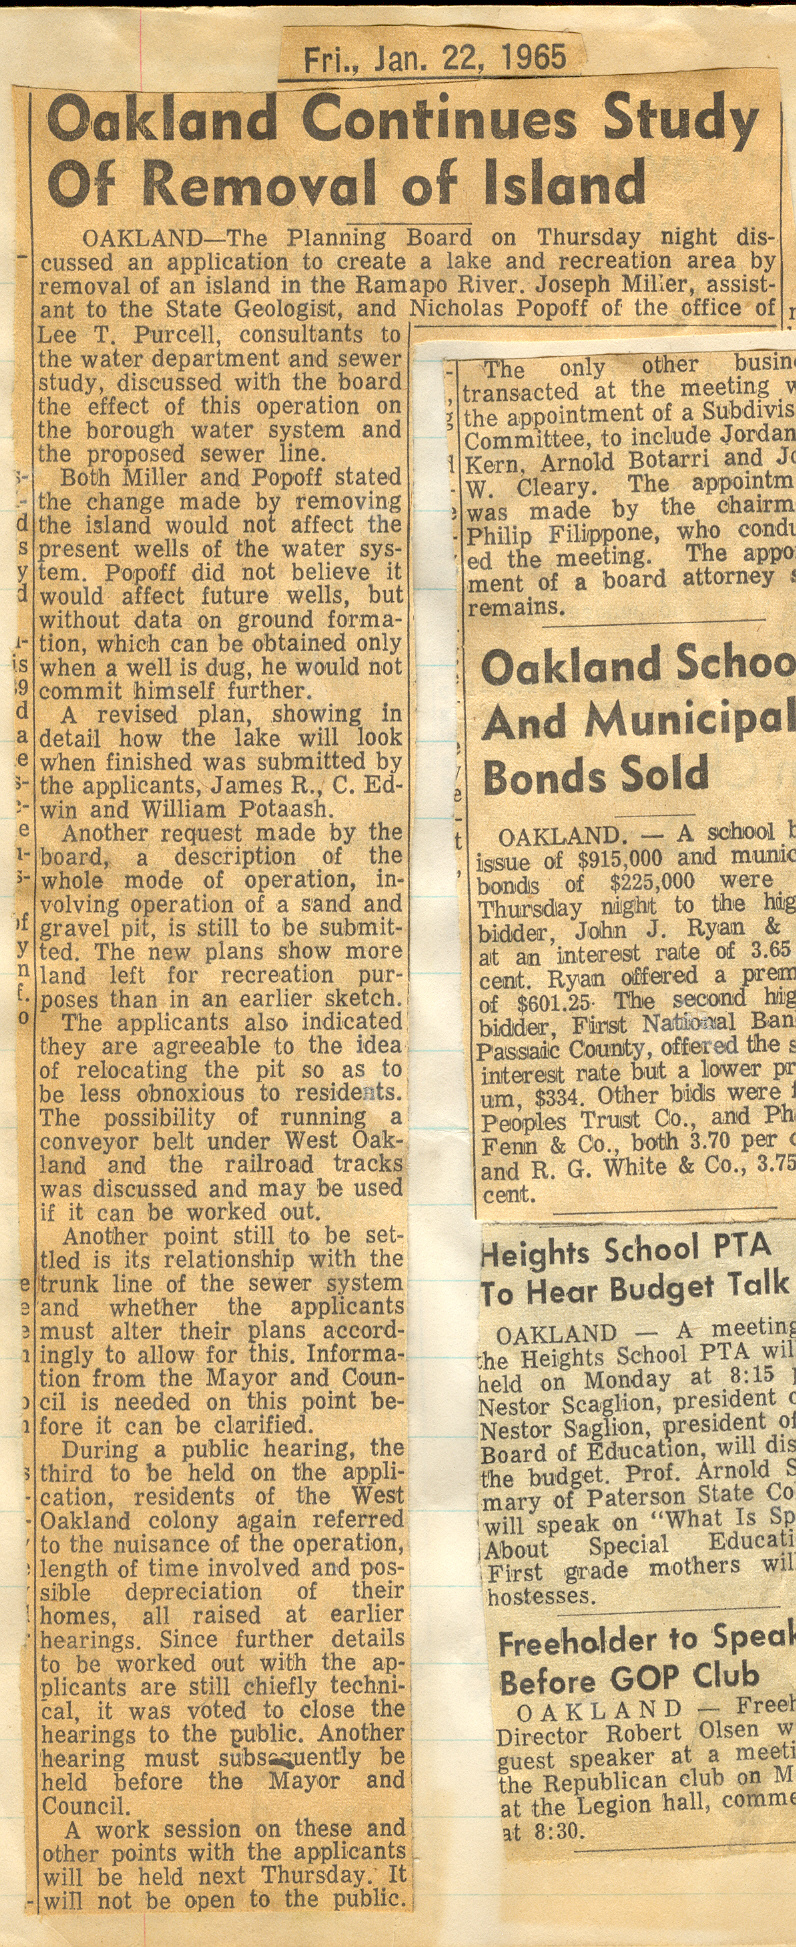 Fri., Jan. 22, 1965
Oakland Continues Study
Of Removal of Island
OAKLAND—The Planning Board on Thursday night dis-
cussed an application to create a lake and recreation area by
removal of an island in the Ramapo River. Joseph Miller, assist-
ant to the State Geologist, and Nicholas Popoff of the office of
Lee T. Purcell, consultants to
the water department and sewer
study, discussed with the board
the effect of this operation on
the borough water system and
the proposed sewer line.
Both Miller and Popoff stated
the change made by removing
the island would not affect the
present wells of the water sys-
tem. Popoff did not believe it
would affect future wells, but
without data on ground forma-
tion, which can be obtained only
when a well is dug, he would not
commit himself further.
A revised plan, showing in
detail how the lake will look
when finished was submitted by
the applicants, James R., C. Ed-
win and William Potaash.
Another request made by the
board, a description of the
whole mode of operation, in-
volving operation of a sand and
gravel pit, is still to be submit-
ted. The new plans show more
land left for recreation pur-
poses than in an earlier sketch.
The applicants also indicated
they are agreeable to the idea
of relocating the pit so as to
be less obnoxious to residents.
The possibility of running a
conveyor belt under West Oak-
land and the railroad tracks
was discussed and may be used
if it can be worked out.
Another point still to be set-
tled is its relationship with the
trunk line of the sewer system
and whether the applicants
must alter their plans accord-
ingly to allow for this. Informa-
tion from the Mayor and Coun-
cil is needed on this point be-
fore it can be clarified.
During a public hearing, the
third to be held on the appli-
cation, residents of the West
Oakland colony again referred
to the nuisance of the operation,
length of time involved and pos-
sible depreciation of their
homes, all raised at earlier
hearings. Since further details
to be worked out with the ap-
plicants are still chiefly techni-
cal, it was voted to close the
hearings to the public. Another
hearing must subsequently be
held before the Mayor and
Council.
A work session on these and
other points with the applicants
will be held next Thursday. It
will not be open to the public.
The only other busin
transacted at the meeting w
the appointment of a Subdivis
Committee, to include Jordan
Kern, Arnold Botarri and Jo
W. Cleary. The appointm
was made by the chairm
Philip Filippone, who condu
ed the meeting. The appo
ment of a board attorney s
remains.
Oakland Schoo
And Municipal
Bonds Sold
OAKLAND. — A school b
issue of $915,000 and munic
bonds of $225,000 were
Thursday night to the hig
bidder, John J. Ryan &
at an interest rate of 3.65
cent. Ryan offered a prem
of $601.25. The second hig
bidder, First National Ban
Passaic County, offered the s
interest rate but a lower pr
um, $334. Other bids were f
Peoples Trust Co., and Ph
Fenn & Co., both 3.70 per c
and R. G. White & Co., 3.75
cent.
Heights School PTA
To Hear Budget Talk
OAKLAND — A meeting
the Heights School PTA wil
held on Monday at 8:15 p
Nestor Scaglion, president o
Nestor Saglion, president of
Board of Education, will dis
the budget. Prof. Arnold S
mary of Paterson State Co
will speak on "What Is Sp
About Special Educati
First grade mothers will
hostesses.
Freeholder to Speak
Before GOP Club
OAKLAND — Freeh
Director Robert Olsen w
guest speaker at a meeti
the Republican club on M
at the Legion hall, comme
at 8:30.